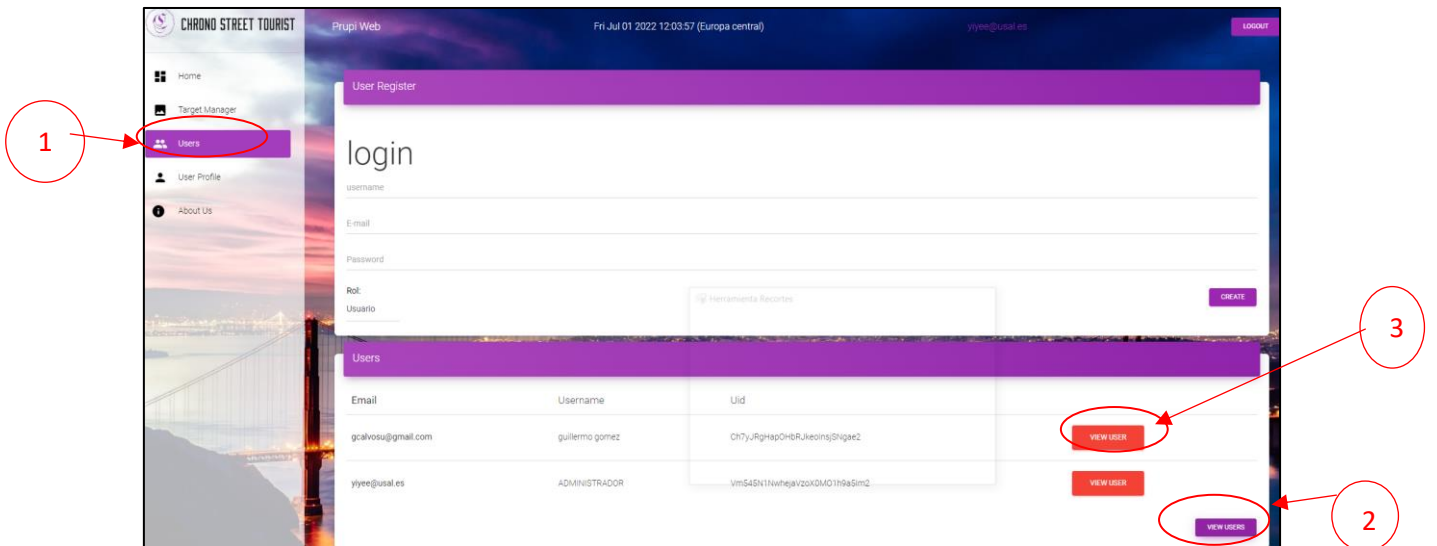 CHRONO STREET TOURIST
Prupi Web
Fri Jul 01 2022 12:03:57 (Europa central)
yiyee@usal.es
LOGOUT
Home
Target Manager
Users
User Profile
About Us
1
User Register
login
username
E-mail
Password
Rol:
Usuario
Herramienta Recortes
CREATE
3
Users
Email Username Uid
gcalvosu@gmail.com guillermo gomez VIEW USER
yiyee@usal.es ADMINISTRADOR VIEW USER
VIEW USERS
2